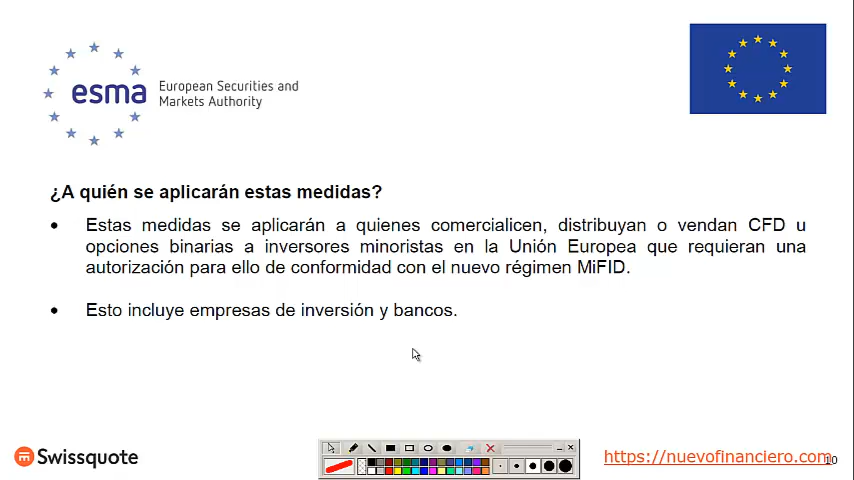 esma
European Securities and
Markets Authority
¿A quién se aplicarán estas medidas?
• Estas medidas se aplicarán a quienes comercialicen, distribuyan o vendan CFD u
opciones binarias a inversores minoristas en la Unión Europea que requieran una
autorización para ello de conformidad con el nuevo régimen MiFID.
• Esto incluye empresas de inversión y bancos.
Swissquote
https://nuevofinanciero.com
10